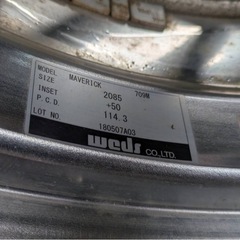 MODEL MAVERICK 709M
SIZE 2085
INSET +50
P.C.D. 114.3
LOT NO 180507A03
weds CO.,LTD.